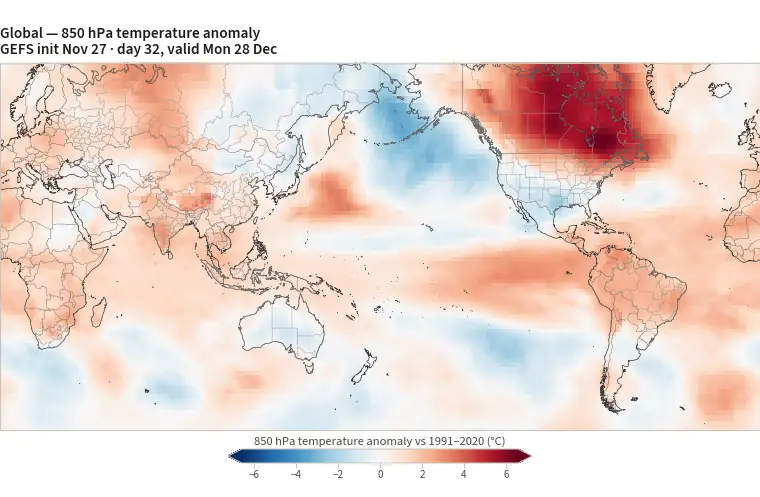 Global — 850 hPa temperature anomaly
GEFS init Nov 27 · day 32, valid Mon 28 Dec
850 hPa temperature anomaly vs 1991–2020 (°C)
−6 −4 −2 0 2 4 6